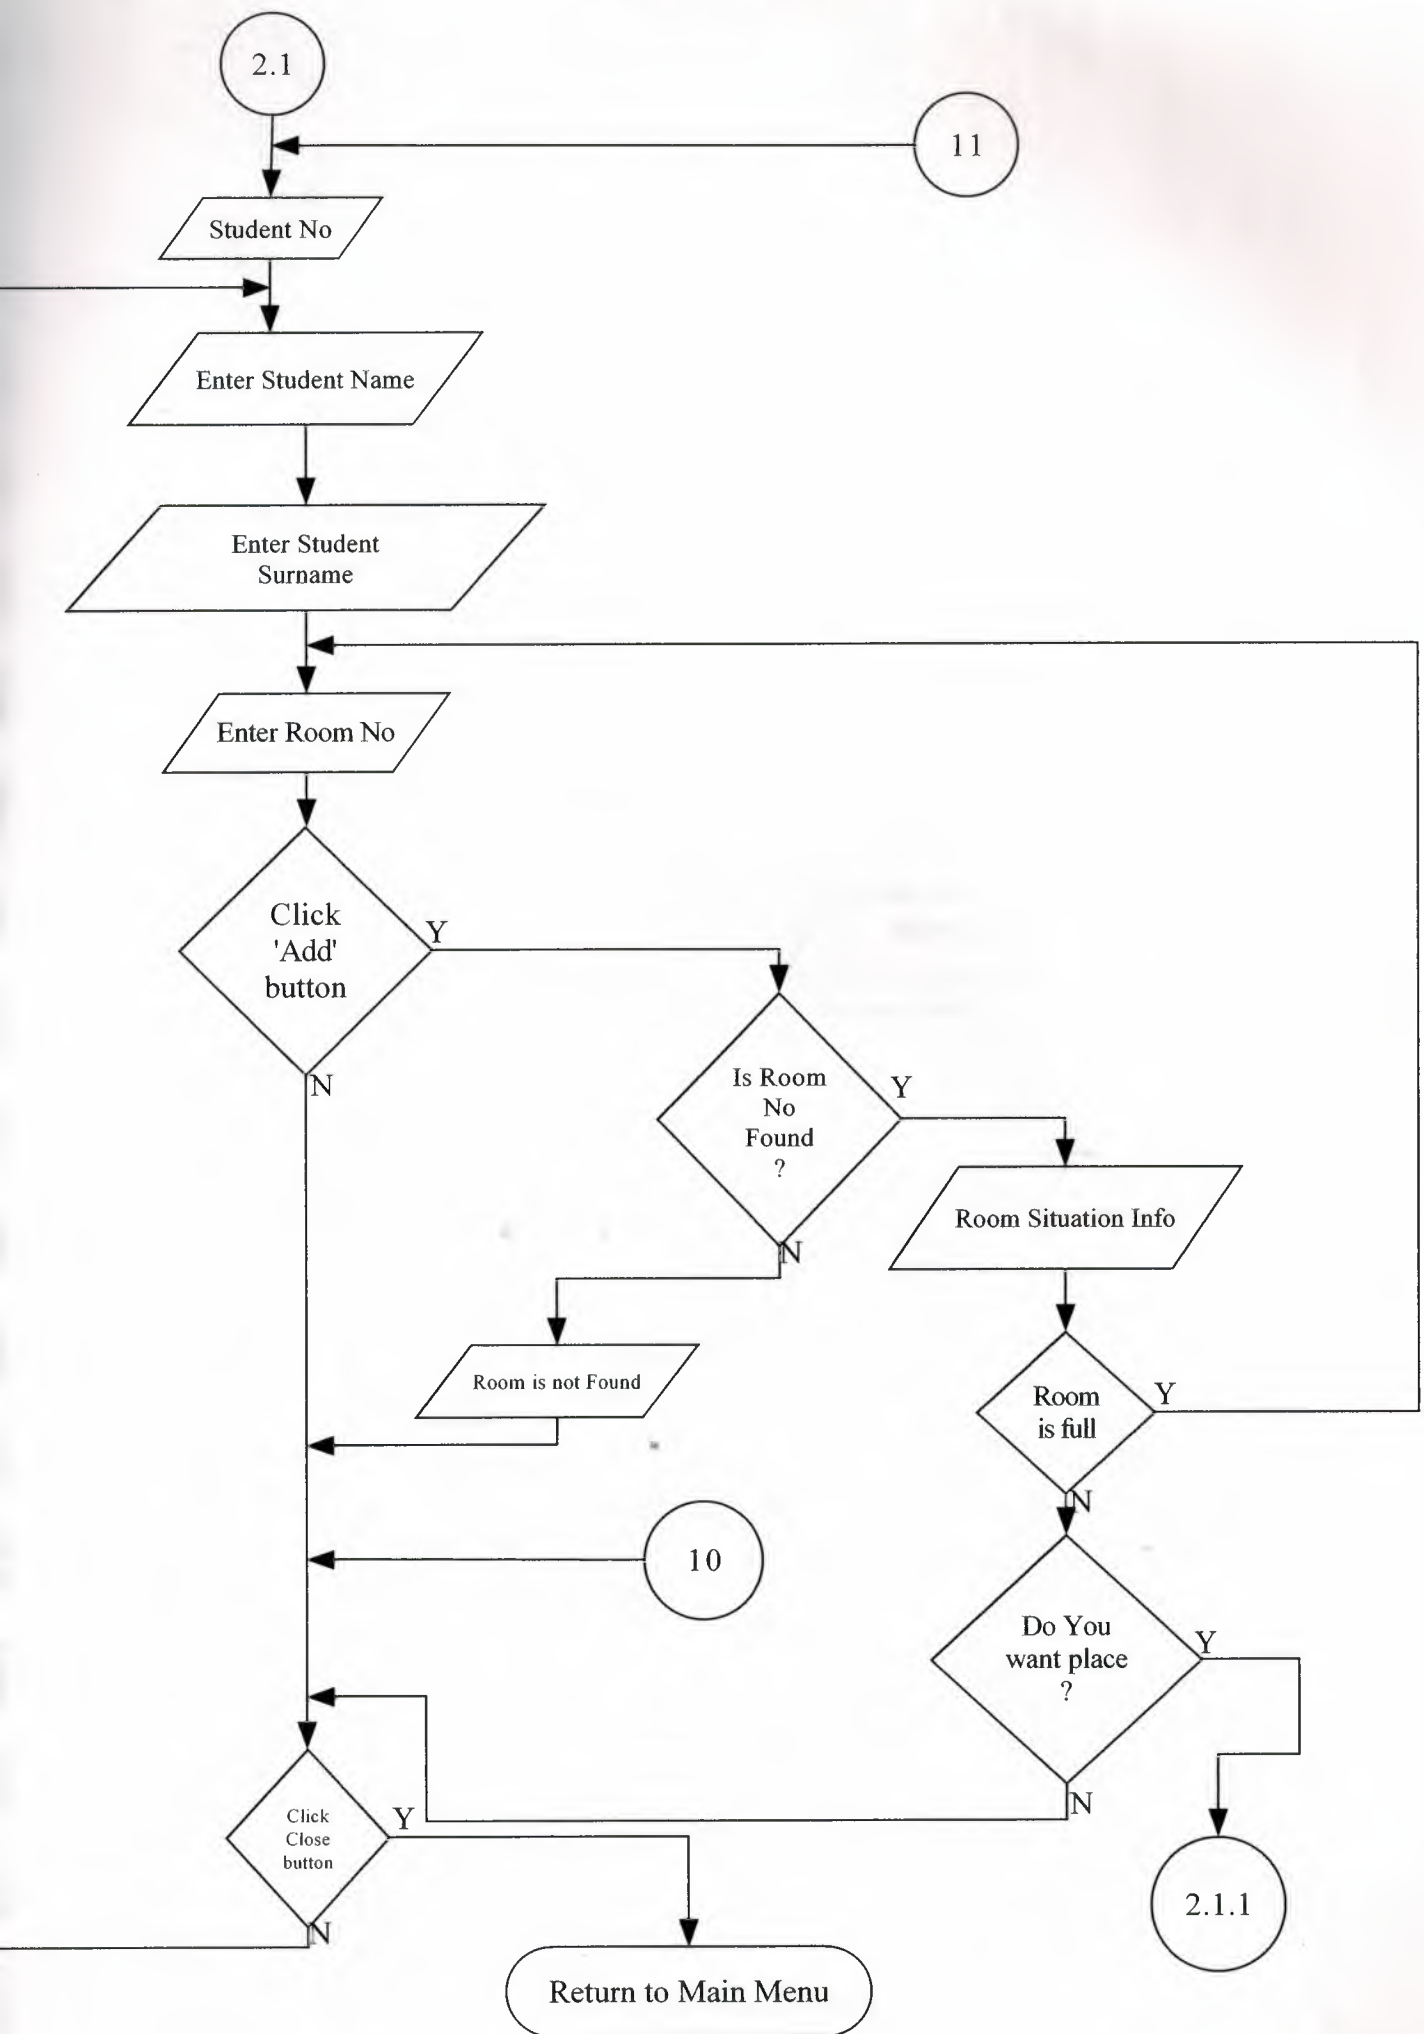 2.1
11
Student No
Enter Student Name
Enter Student
Surname
Enter Room No
Click
'Add'
button
Y
N
Is Room
No
Found
?
Y
N
Room Situation Info
Room is not Found
Room
is full
Y
N
10
Do You
want place
?
Y
N
Click
Close
button
Y
N
2.1.1
Return to Main Menu